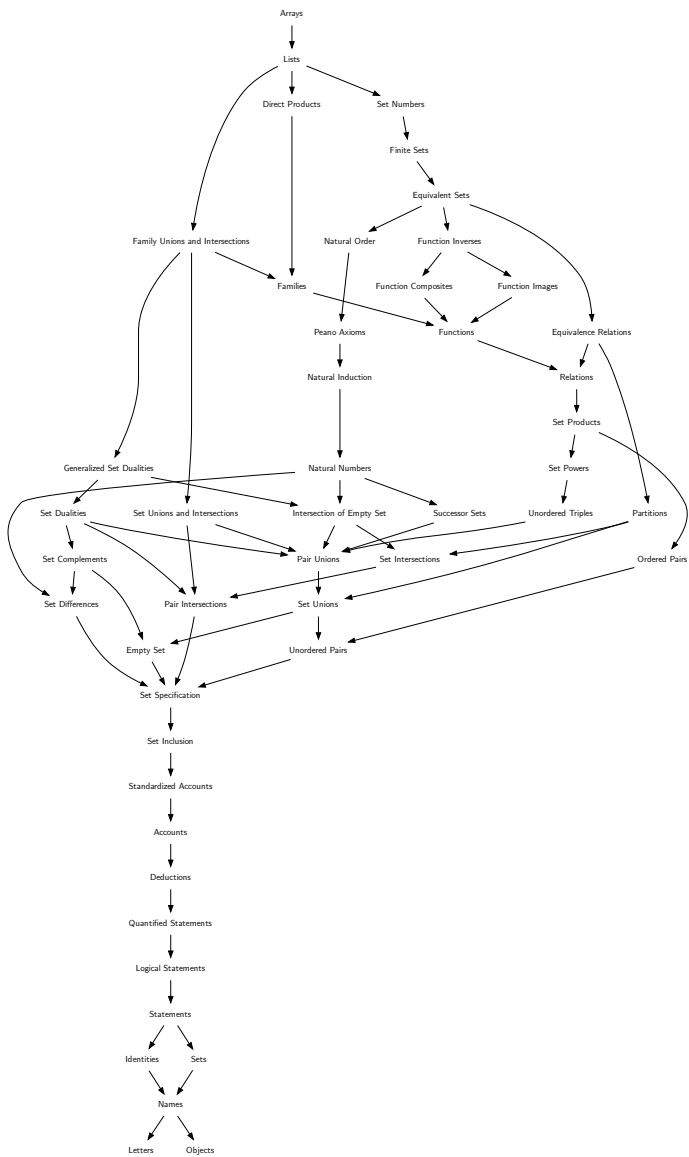 Arrays
Lists
Direct Products
Set Numbers
Finite Sets
Equivalent Sets
Family Unions and Intersections
Natural Order
Function Inverses
Families
Function Composites
Function Images
Peano Axioms
Functions
Equivalence Relations
Natural Induction
Relations
Set Products
Generalized Set Dualities
Natural Numbers
Set Powers
Set Dualities
Set Unions and Intersections
Intersection of Empty Set
Successor Sets
Unordered Triples
Partitions
Set Complements
Pair Unions
Set Intersections
Ordered Pairs
Set Differences
Pair Intersections
Set Unions
Empty Set
Unordered Pairs
Set Specification
Set Inclusion
Standardized Accounts
Accounts
Deductions
Quantified Statements
Logical Statements
Statements
Identities
Sets
Names
Letters
Objects